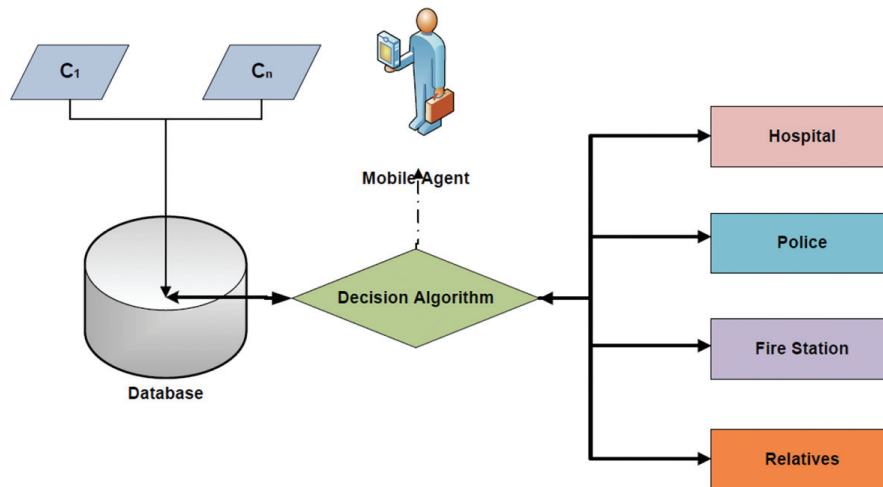 C1
Cn
Mobile Agent
Hospital
Police
Decision Algorithm
Fire Station
Database
Relatives